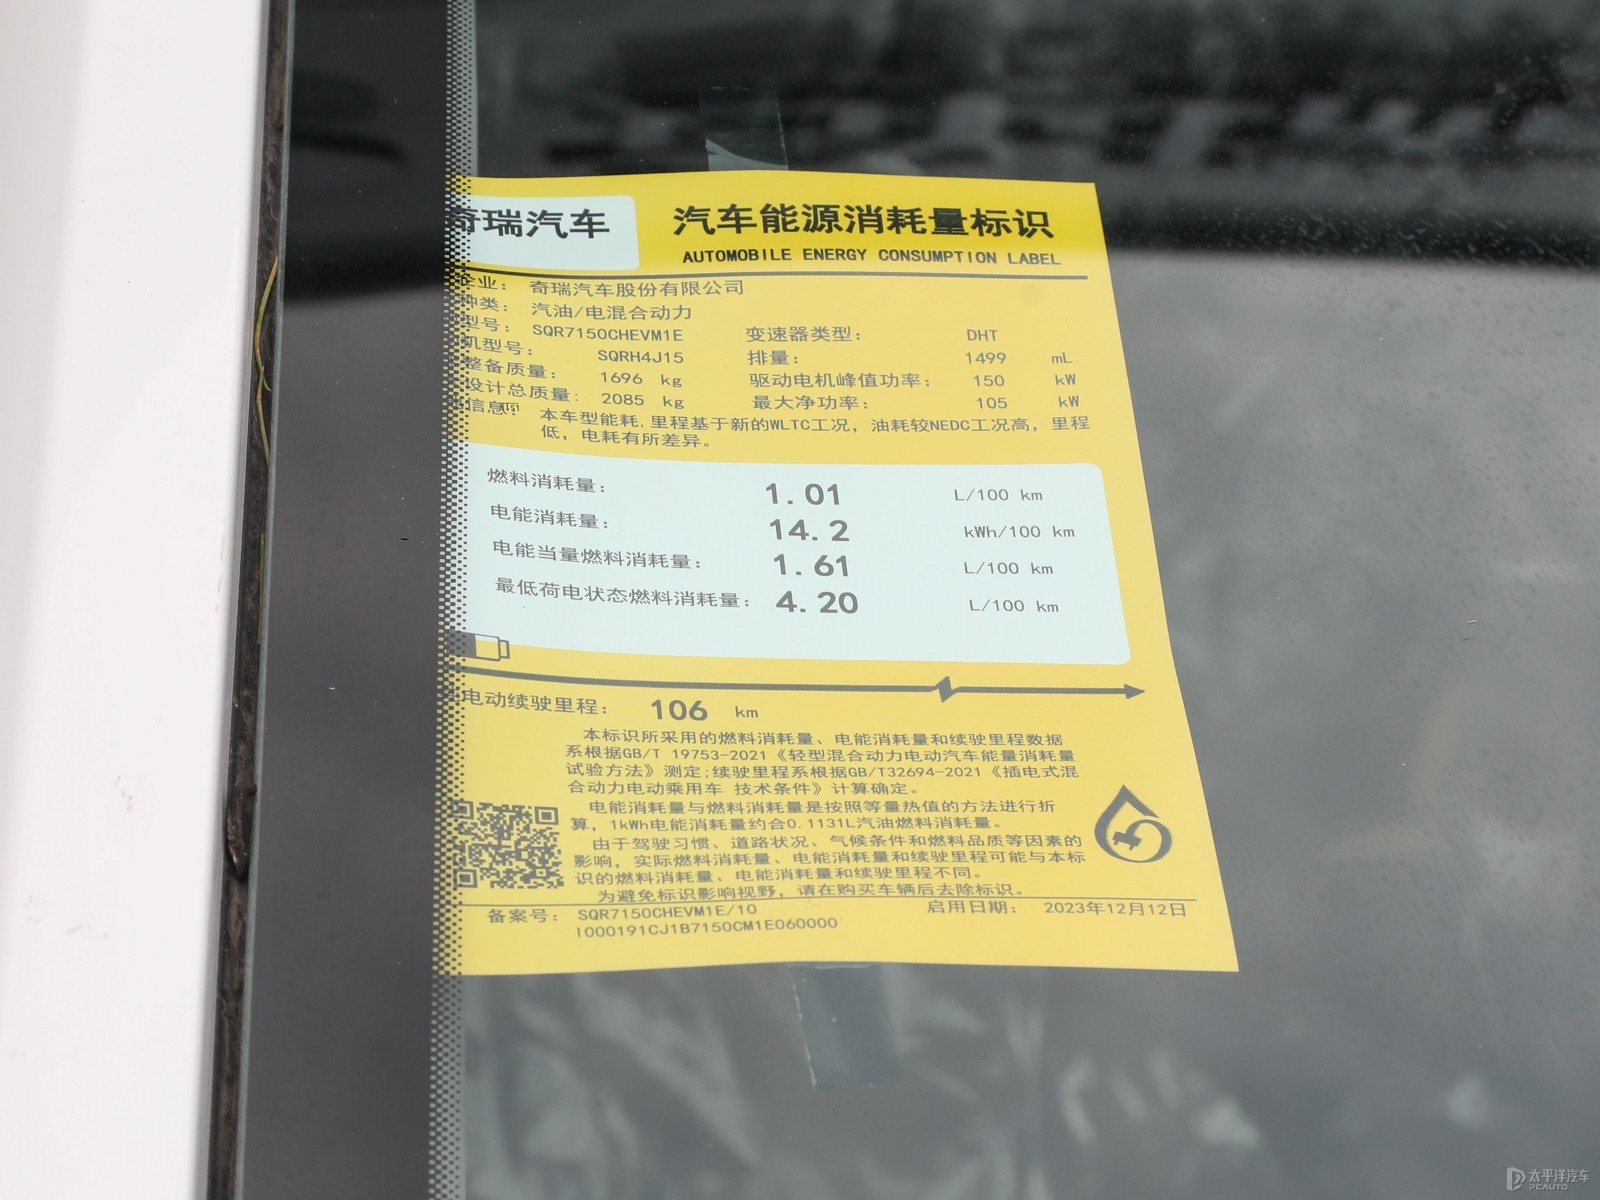 奇瑞汽车
汽车能源消耗量标识
AUTOMOBILE ENERGY CONSUMPTION LABEL
企业： 奇瑞汽车股份有限公司
种类： 汽油/电混合动力
型号： SQR7150CHEVM1E 变速器类型： DHT
机型号： SQRH4J15 排量： 1499 mL
整备质量： 1696 kg 驱动电机峰值功率： 150 kW
设计总质量： 2085 kg 最大净功率： 105 kW
信息： 本车型能耗,里程基于新的WLTC工况，油耗较NEDC工况高，里程
低，电耗有所差异。
燃料消耗量： 1.01 L/100 km
电能消耗量： 14.2 kWh/100 km
电能当量燃料消耗量： 1.61 L/100 km
最低荷电状态燃料消耗量： 4.20 L/100 km
电动续驶里程： 106 km
本标识所采用的燃料消耗量、电能消耗量和续驶里程数据
系根据GB/T 19753-2021《轻型混合动力电动汽车能量消耗量
试验方法》测定;续驶里程系根据GB/T32694-2021《插电式混
合动力电动乘用车 技术条件》计算确定。
电能消耗量与燃料消耗量是按照等量热值的方法进行折
算，1kWh电能消耗量约合0.1131L汽油燃料消耗量。
由于驾驶习惯、道路状况、气候条件和燃料品质等因素的
影响，实际燃料消耗量、电能消耗量和续驶里程可能与本标
识的燃料消耗量、电能消耗量和续驶里程不同。
为避免标识影响视野，请在购买车辆后去除标识。
备案号： SQR7150CHEVM1E/10 启用日期： 2023年12月12日
I000191CJ1B7150CM1E060000
太平洋汽车
PCAUTO